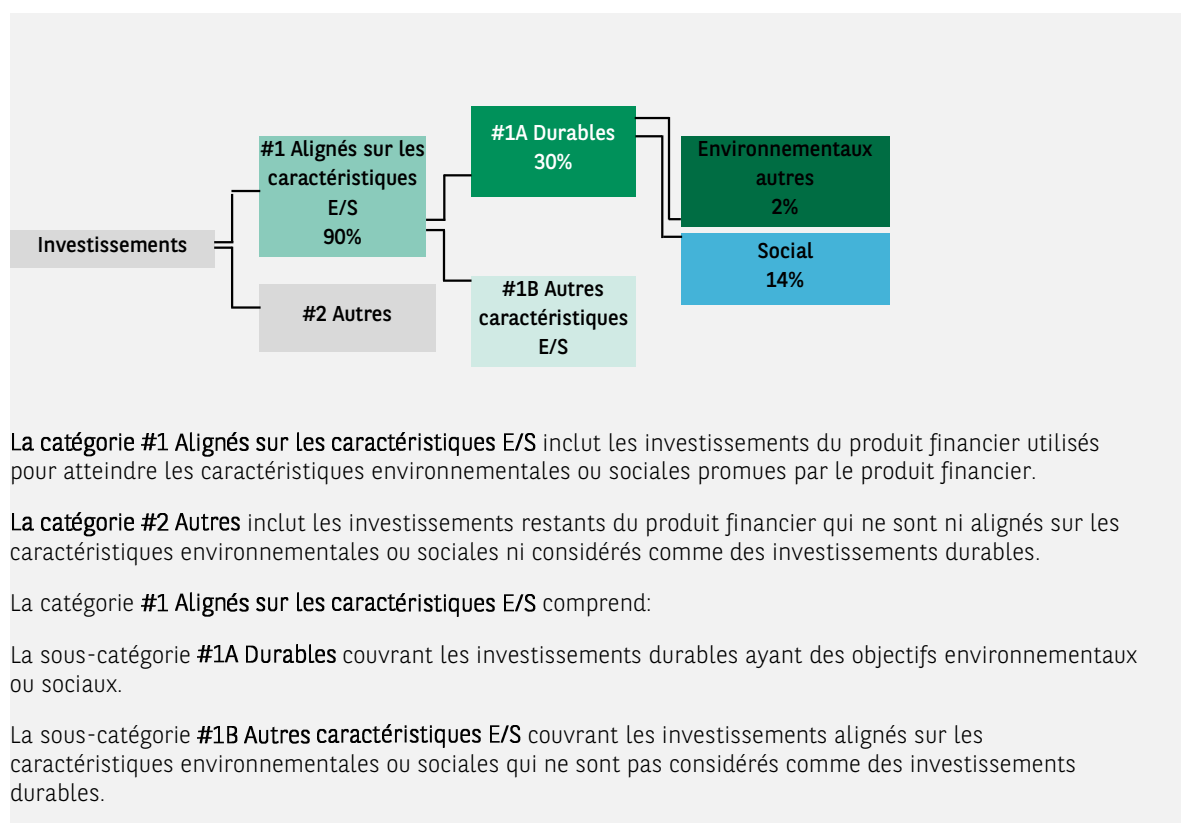 #1A Durables
30%
#1 Alignés sur les
caractéristiques
E/S
90%
Environnementaux
autres
2%
Investissements
Social
14%
#2 Autres
#1B Autres
caractéristiques
E/S
La catégorie #1 Alignés sur les caractéristiques E/S inclut les investissements du produit financier utilisés
pour atteindre les caractéristiques environnementales ou sociales promues par le produit financier.
La catégorie #2 Autres inclut les investissements restants du produit financier qui ne sont ni alignés sur les
caractéristiques environnementales ou sociales ni considérés comme des investissements durables.
La catégorie #1 Alignés sur les caractéristiques E/S comprend:
La sous-catégorie #1A Durables couvrant les investissements durables ayant des objectifs environnementaux
ou sociaux.
La sous-catégorie #1B Autres caractéristiques E/S couvrant les investissements alignés sur les
caractéristiques environnementales ou sociales qui ne sont pas considérés comme des investissements
durables.